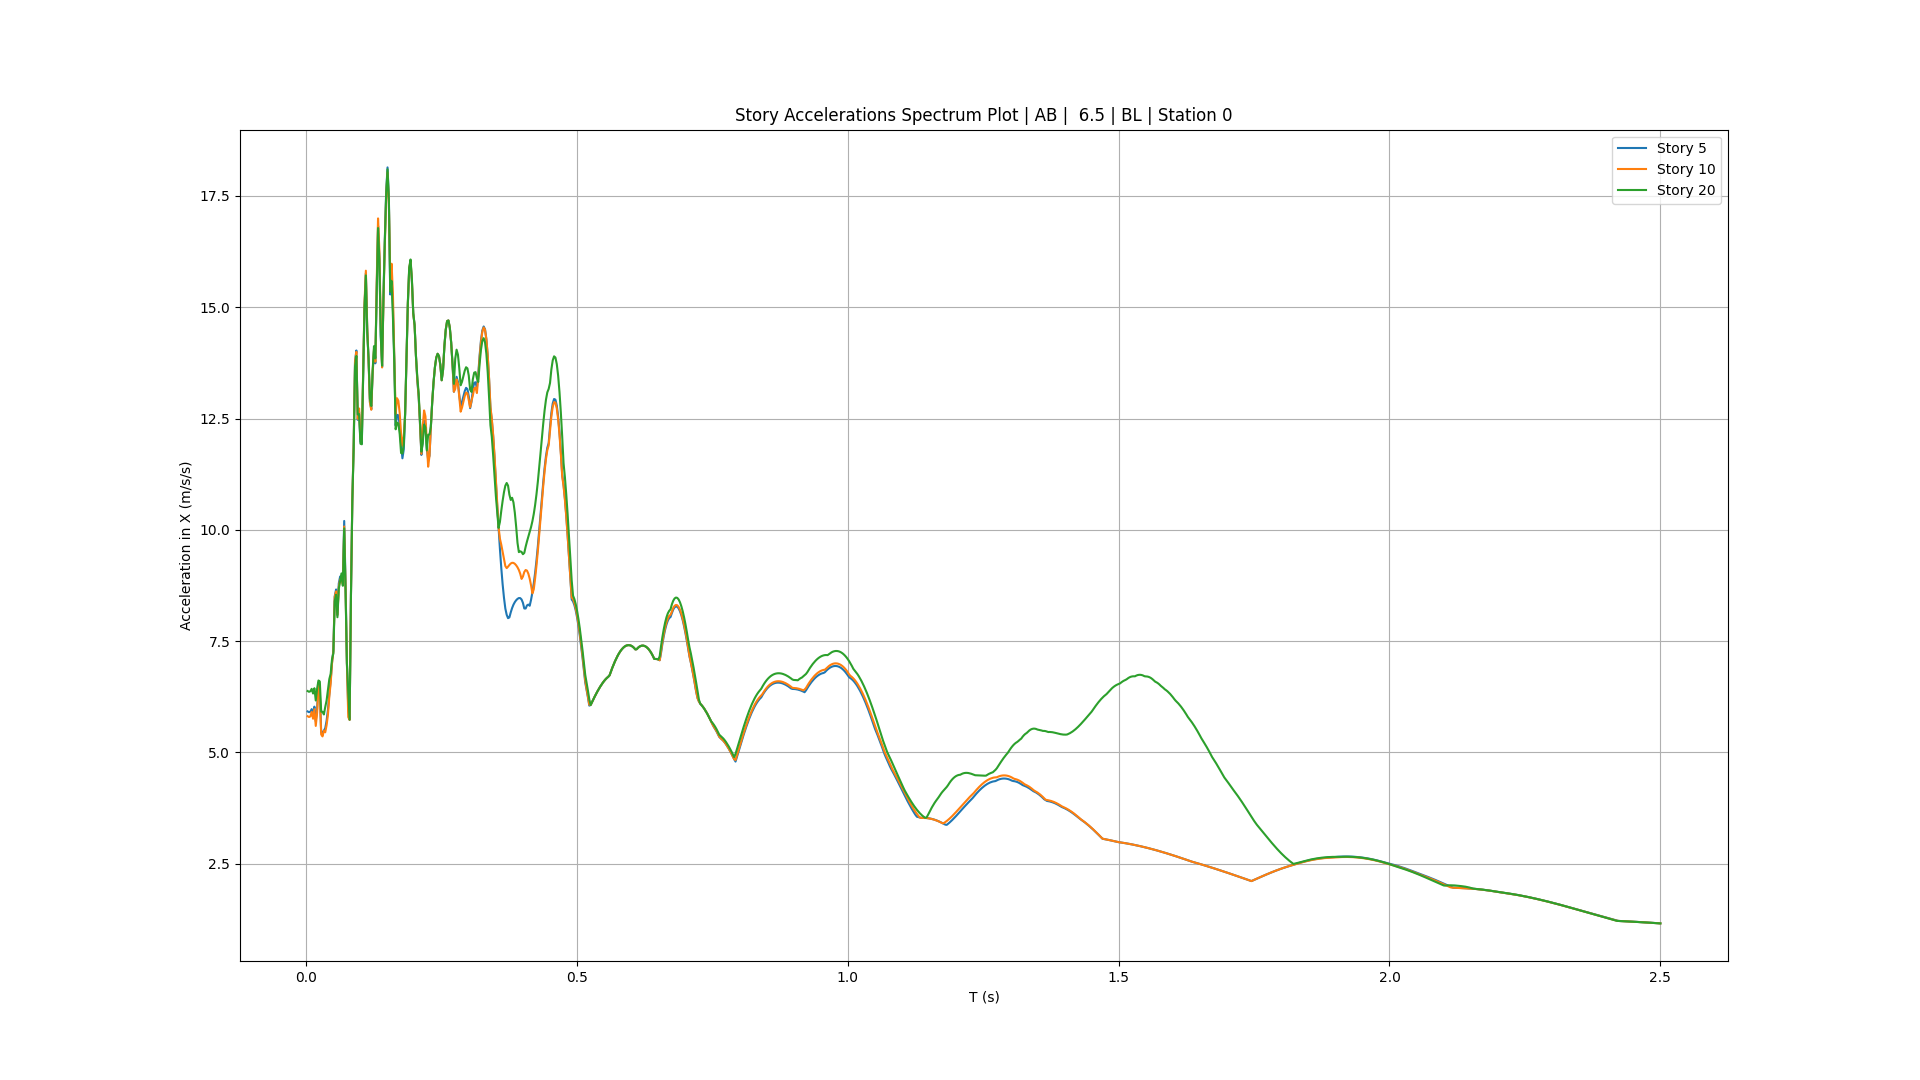 Story Accelerations Spectrum Plot | AB |  6.5 | BL | Station 0
Story 5
Story 10
Story 20
17.5
15.0
12.5
10.0
7.5
5.0
2.5
Acceleration in X (m/s/s)
0.0
0.5
1.0
1.5
2.0
2.5
T (s)